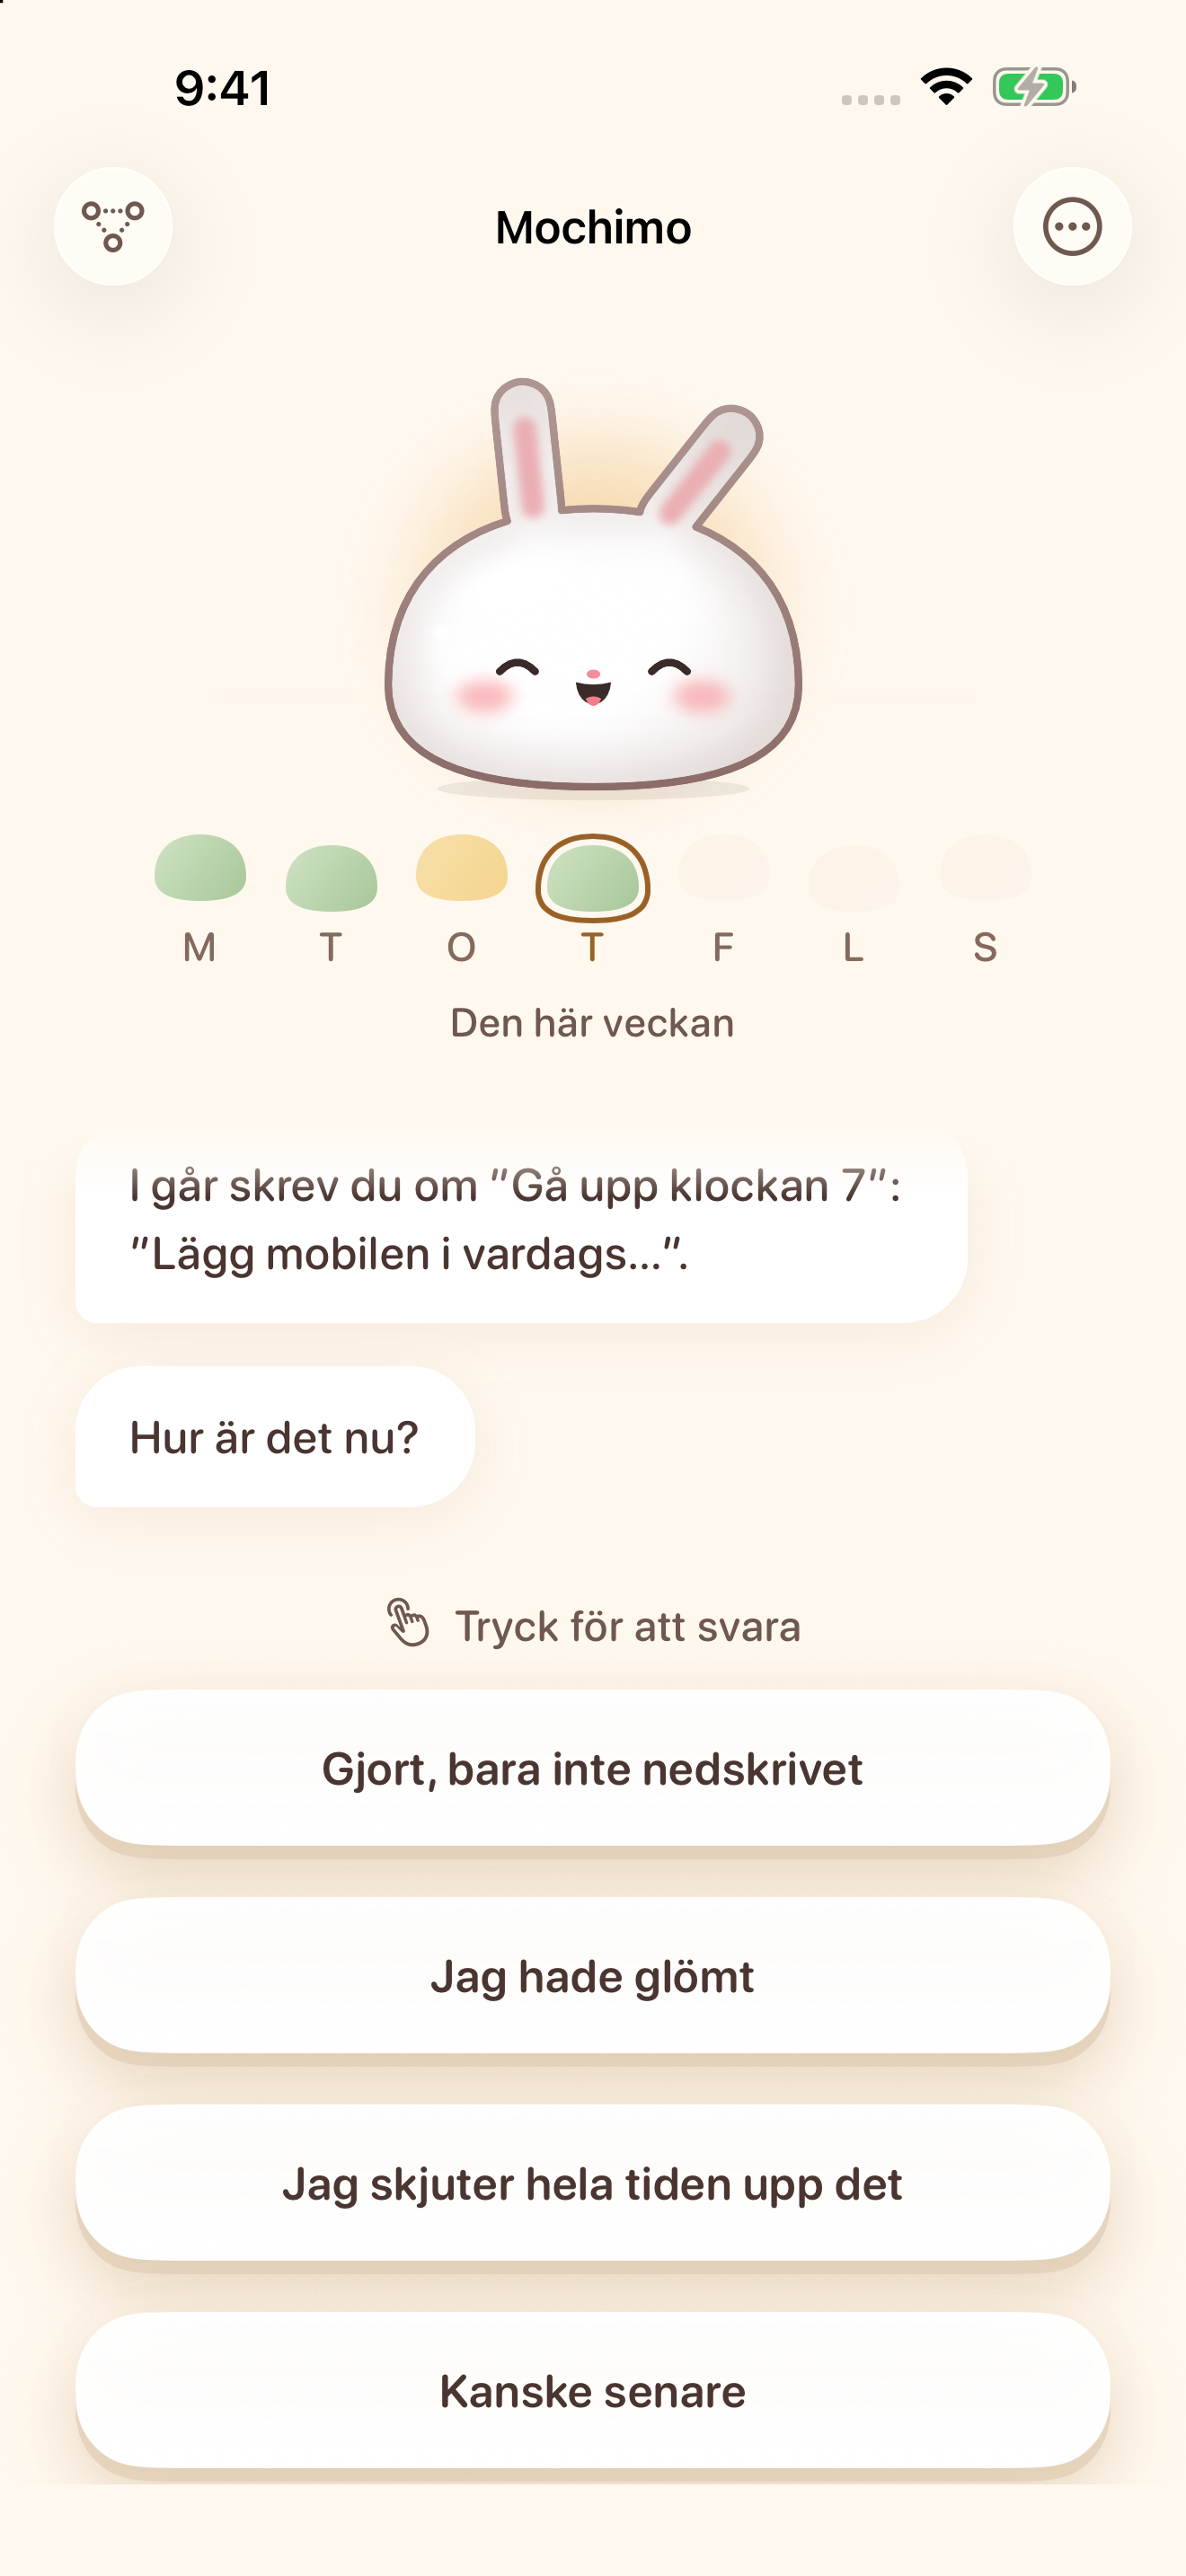 9:41
Mochimo
M T O T F L S
Den här veckan
I går skrev du om ”Gå upp klockan 7”:
”Lägg mobilen i vardags…”.
Hur är det nu?
Tryck för att svara
Gjort, bara inte nedskrivet
Jag hade glömt
Jag skjuter hela tiden upp det
Kanske senare